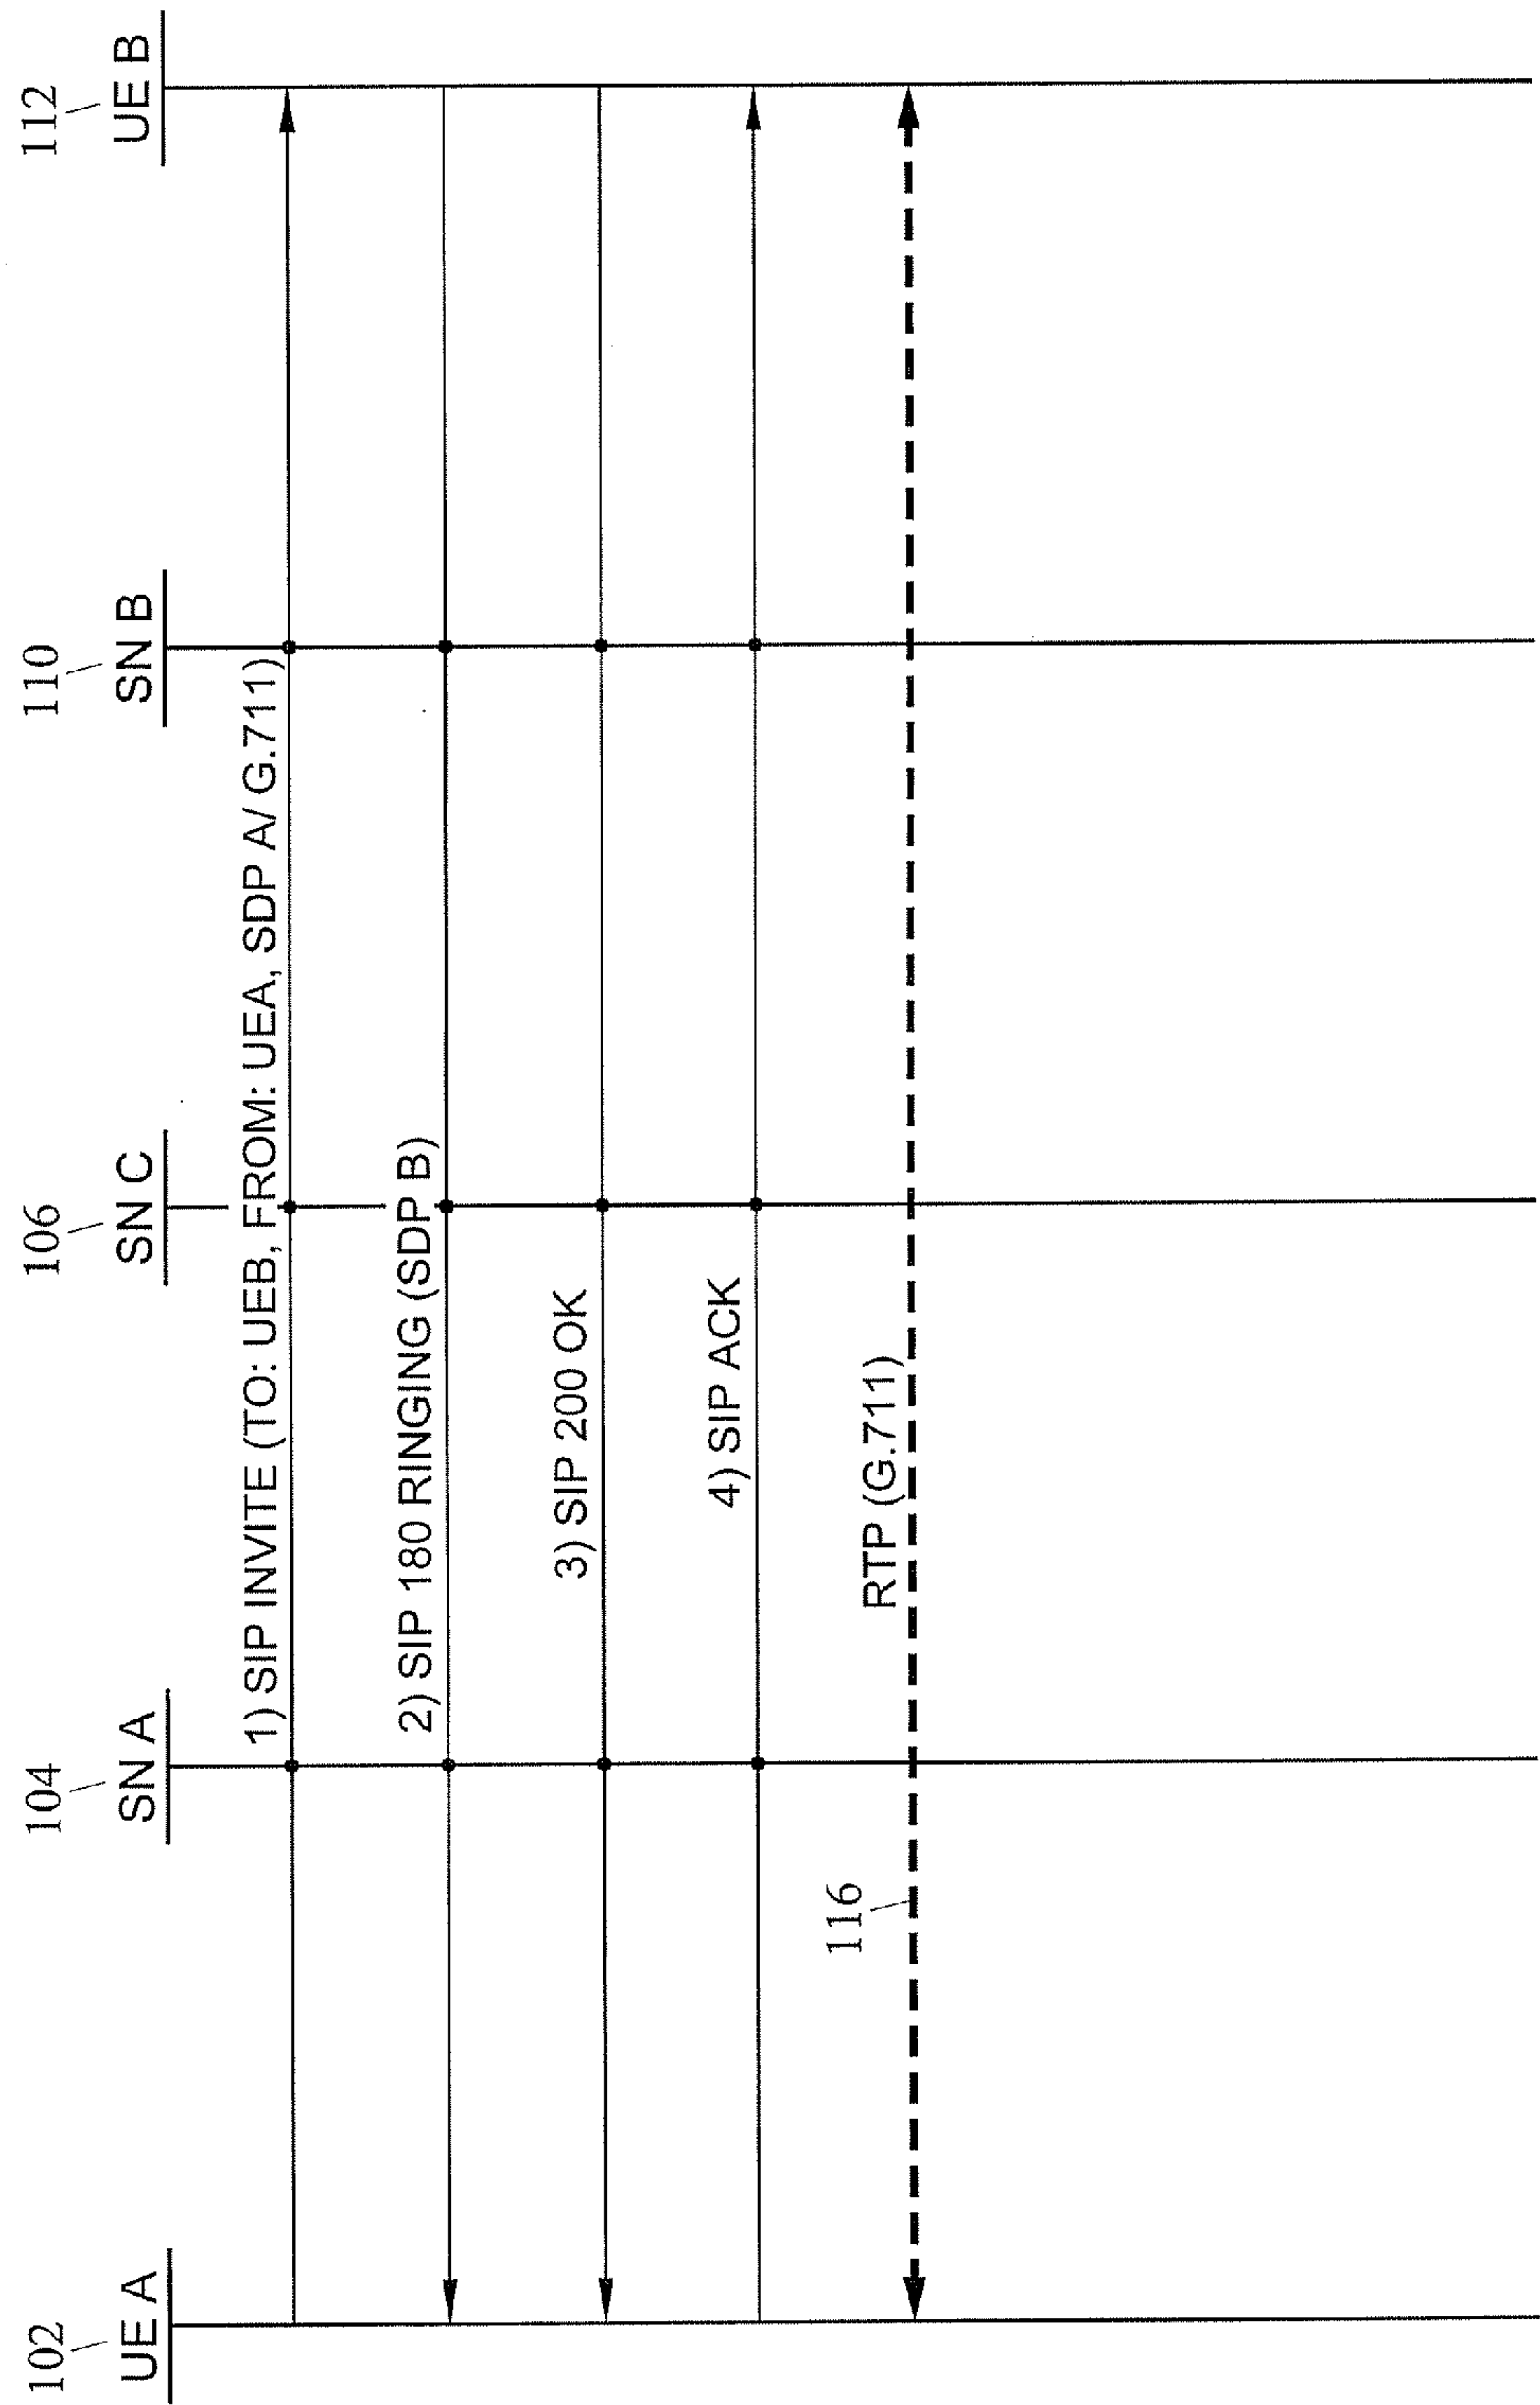 102
104
106
110
112
UE A
SN A
SN C
SN B
UE B
1) SIP INVITE (TO: UEB, FROM: UEA, SDP A/ G.711)
2) SIP 180 RINGING (SDP B)
3) SIP 200 OK
4) SIP ACK
116
RTP (G.711)